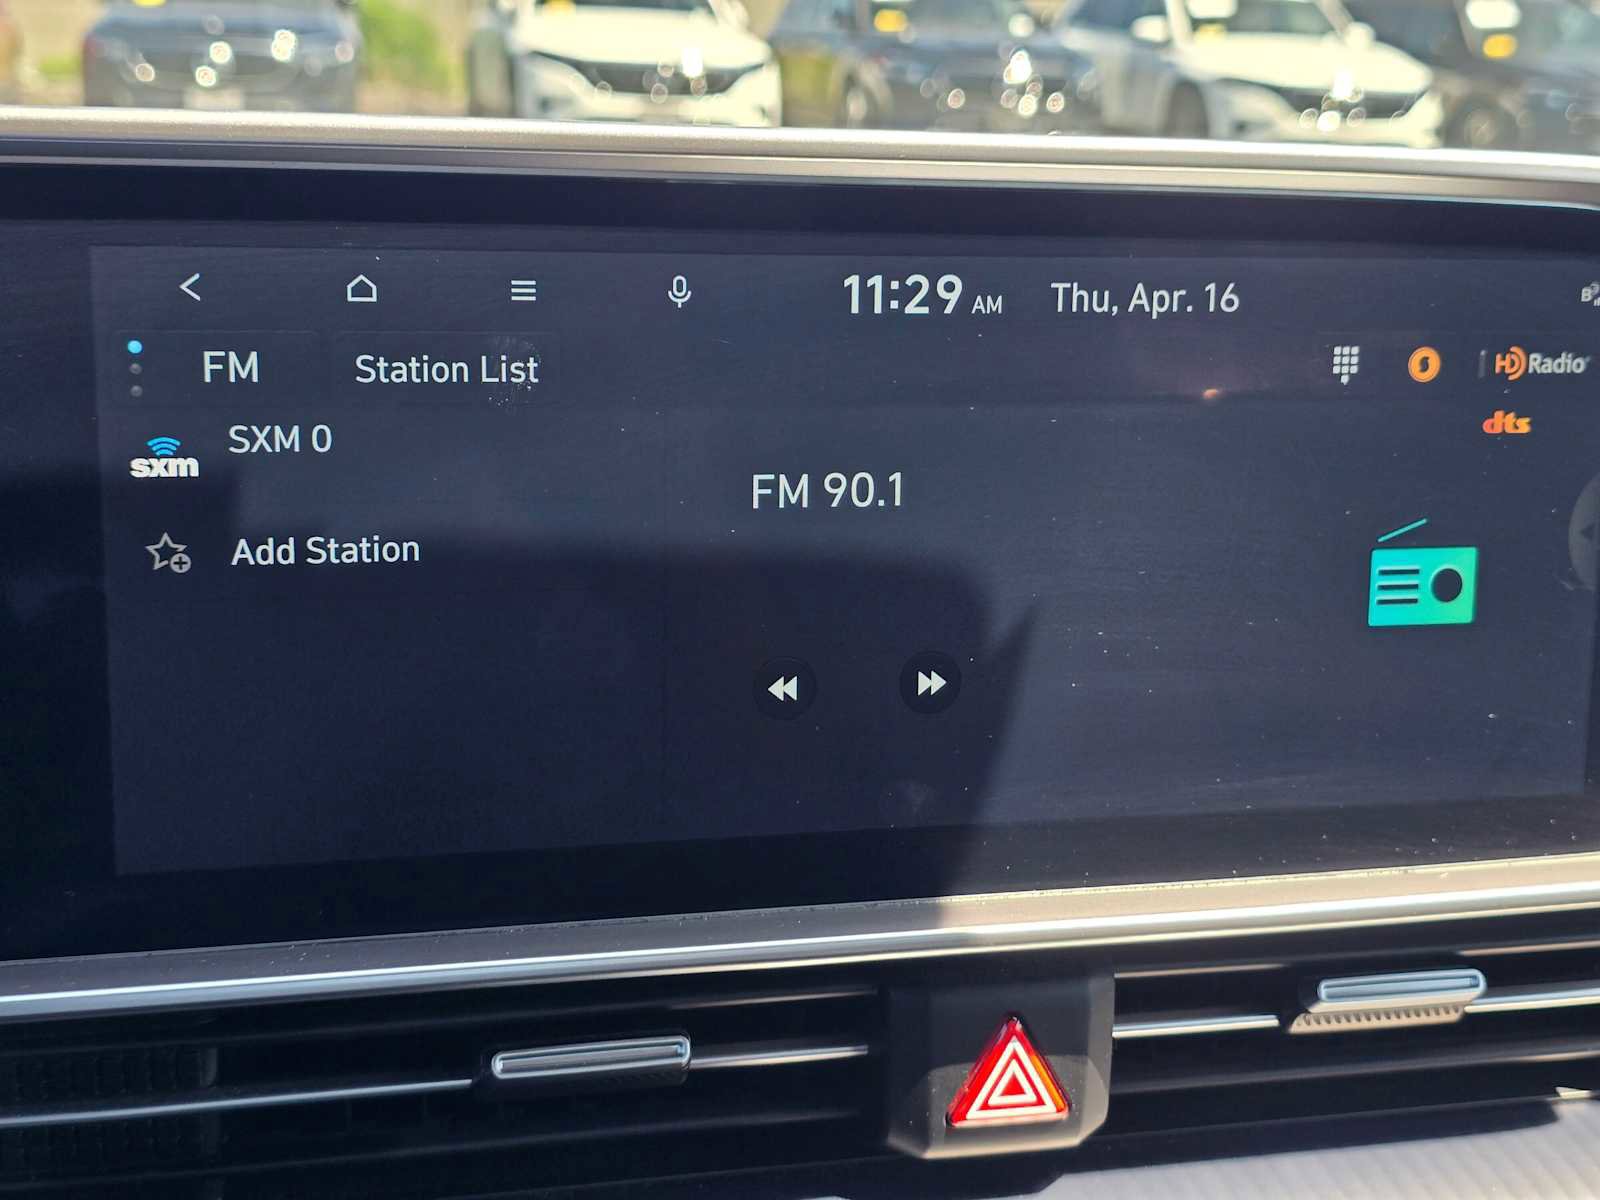 11:29 AM Thu, Apr. 16
FM Station List
HD Radio
dts
sxm SXM 0
FM 90.1
Add Station